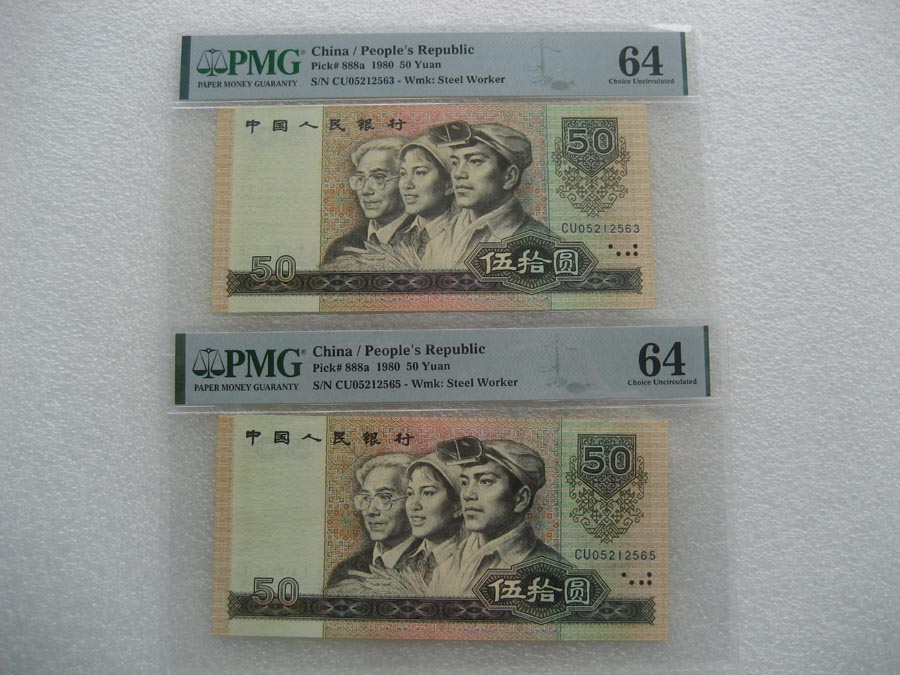 PMG
PAPER MONEY GUARANTY
China / People's Republic
Pick# 888a 1980 50 Yuan
S/N CU05212563 - Wmk: Steel Worker
64
Choice Uncirculated
中国人民银行
50
CU05212563
50
伍拾圆
PMG
PAPER MONEY GUARANTY
China / People's Republic
Pick# 888a 1980 50 Yuan
S/N CU05212565 - Wmk: Steel Worker
64
Choice Uncirculated
中国人民银行
50
CU05212565
50
伍拾圆